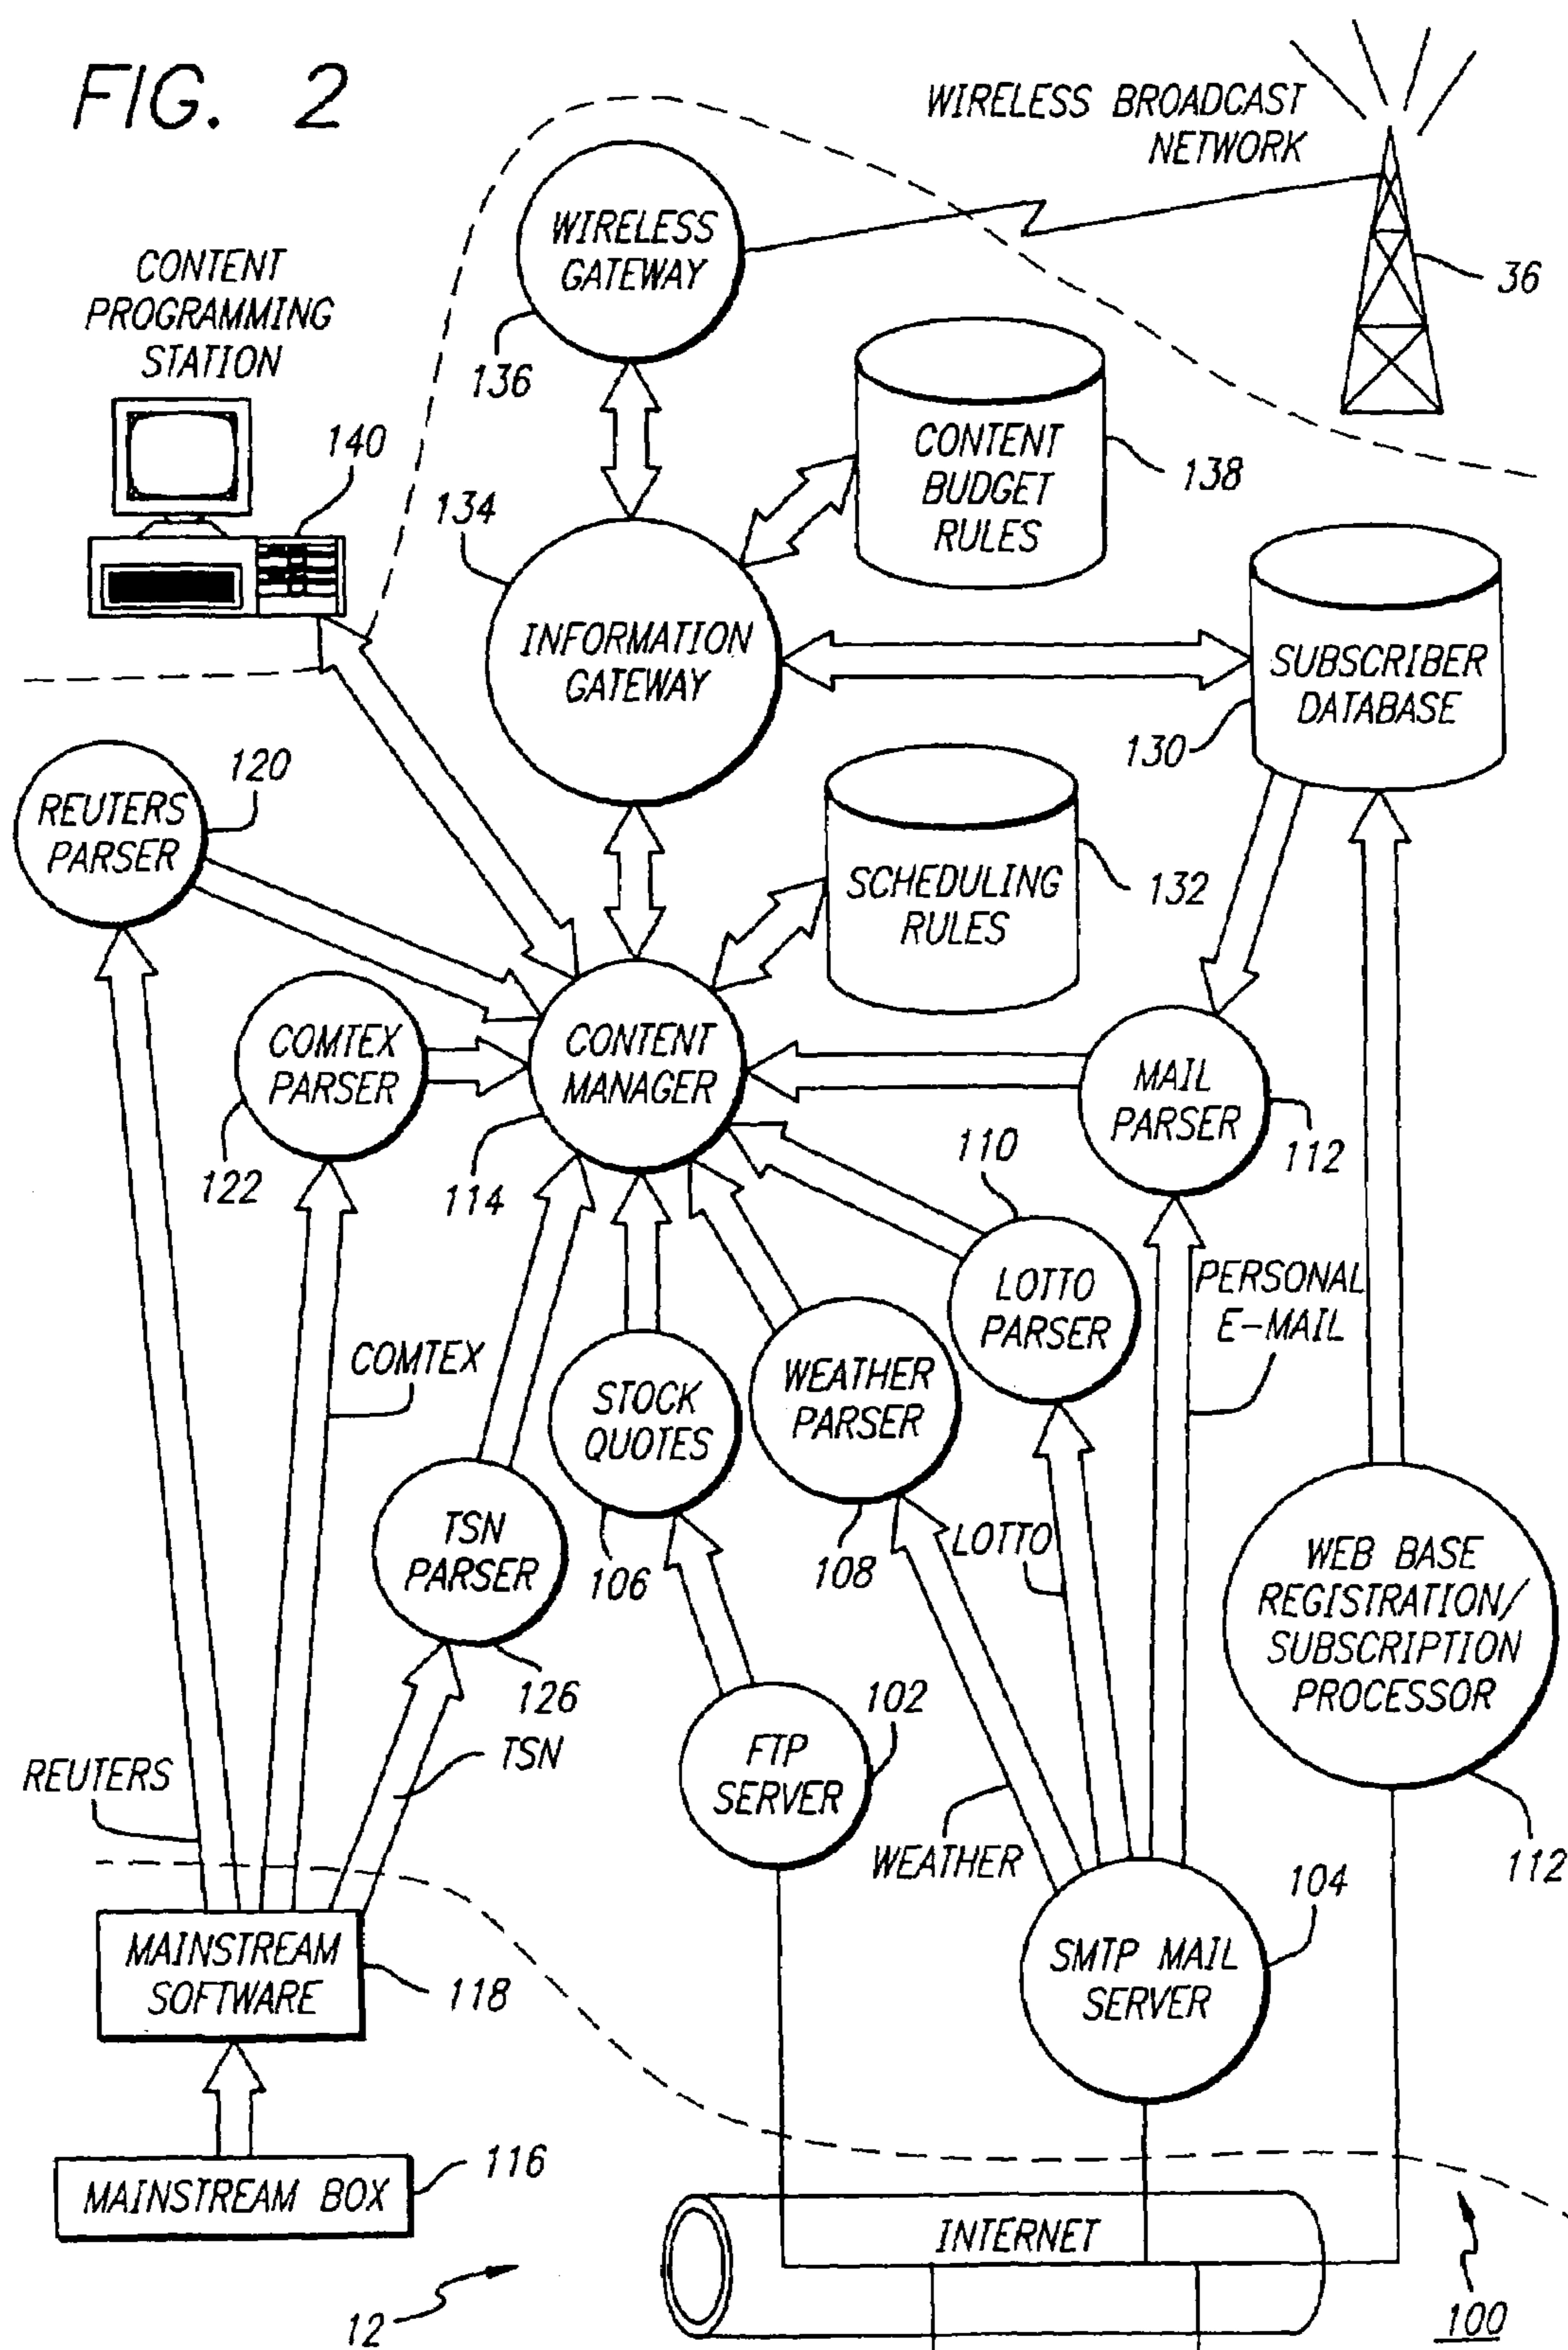 FIG. 2
WIRELESS BROADCAST
NETWORK
WIRELESS
GATEWAY
136
36
CONTENT
PROGRAMMING
STATION
140
134
CONTENT
BUDGET
RULES
138
INFORMATION
GATEWAY
SUBSCRIBER
DATABASE
130
REUTERS
PARSER
120
SCHEDULING
RULES
132
COMTEX
PARSER
122
CONTENT
MANAGER
114
MAIL
PARSER
112
110
LOTTO
PARSER
PERSONAL
E-MAIL
COMTEX
STOCK
QUOTES
106
WEATHER
PARSER
108
TSN
PARSER
126
LOTTO
WEB BASE
REGISTRATION/
SUBSCRIPTION
PROCESSOR
112
TSN
REUTERS
FTP
SERVER
102
WEATHER
SMTP MAIL
SERVER
104
MAINSTREAM
SOFTWARE
118
MAINSTREAM BOX
116
INTERNET
12
100